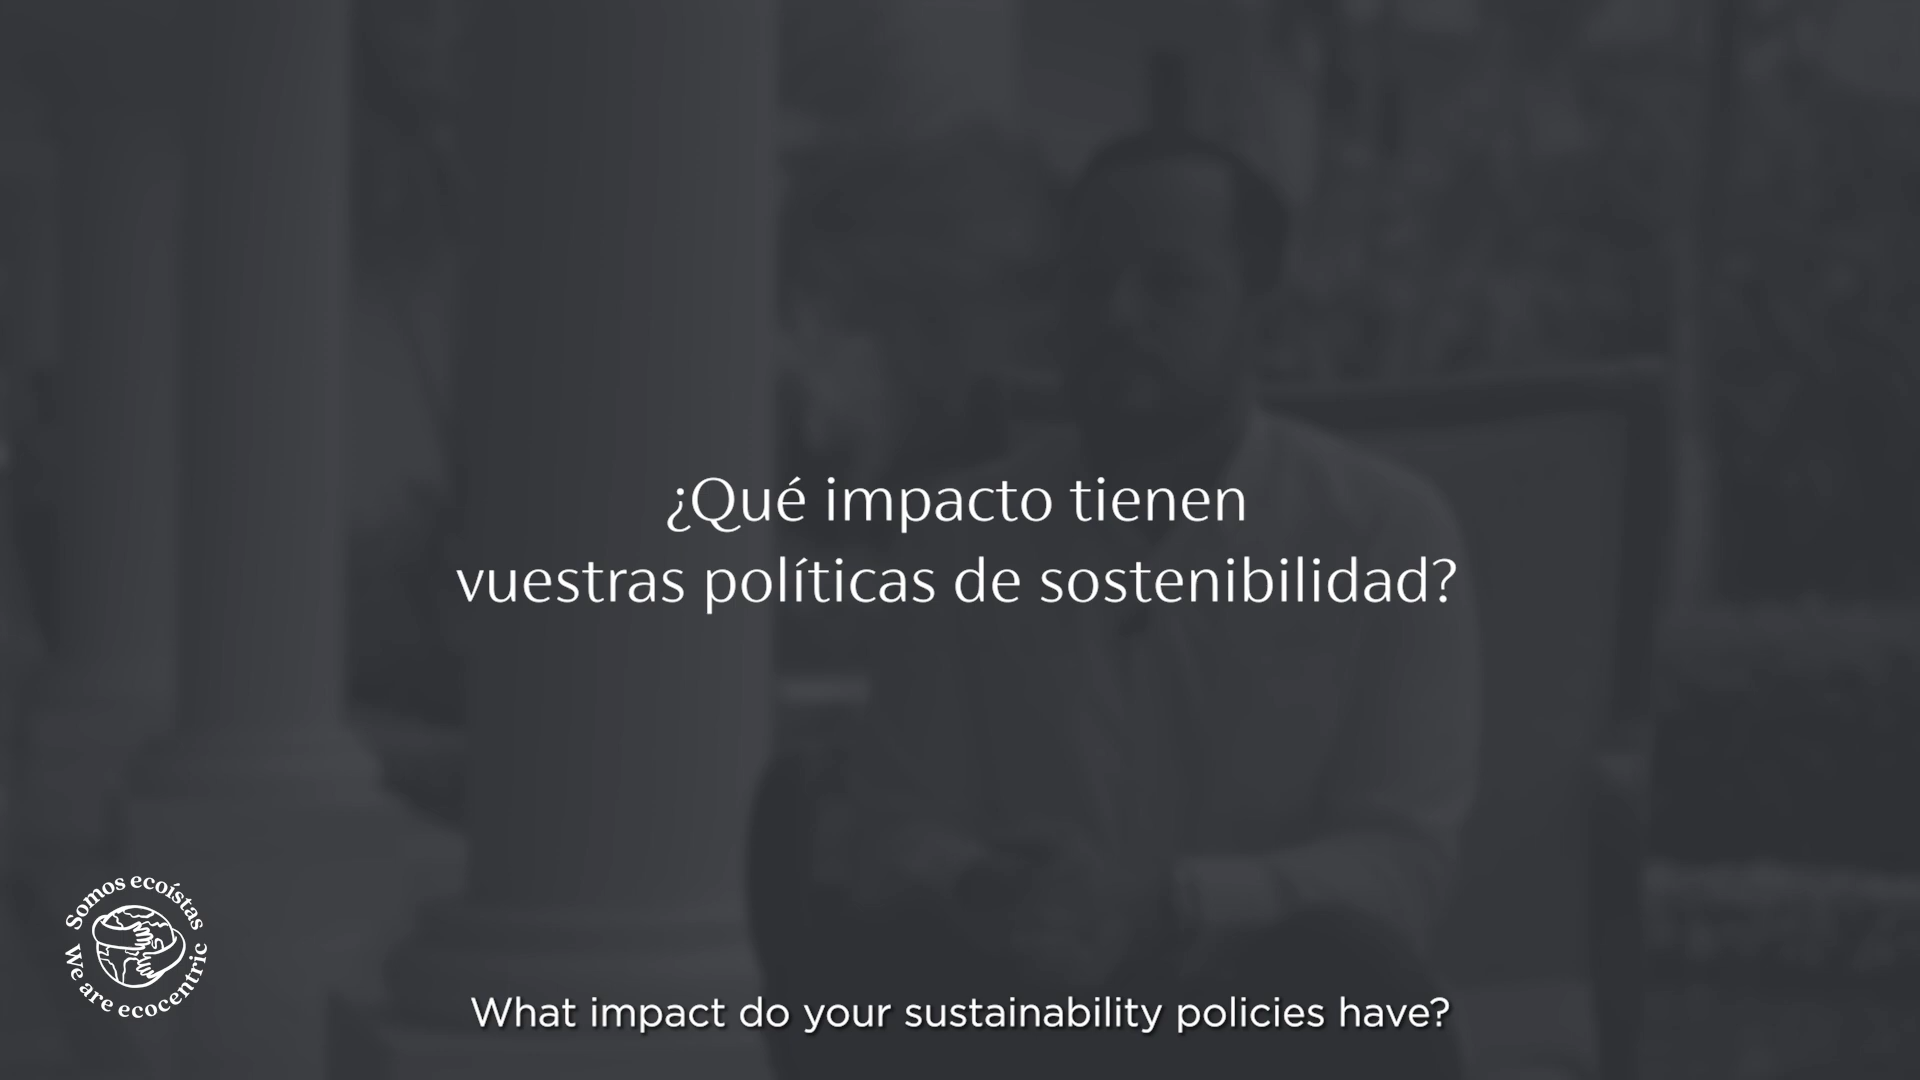 ¿Qué impacto tienen
vuestras políticas de sostenibilidad?
Somos ecoístas
We are ecocentric
What impact do your sustainability policies have?